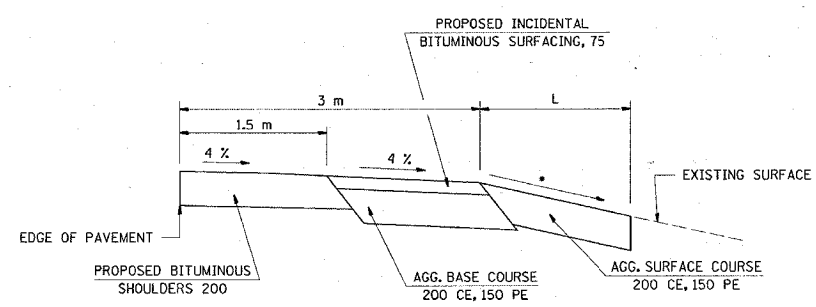 PROPOSED INCIDENTAL
BITUMINOUS SURFACING, 75
3 m
L
1.5 m
4 %
4 %
*
EXISTING SURFACE
EDGE OF PAVEMENT
PROPOSED BITUMINOUS
SHOULDERS 200
AGG. BASE COURSE
200 CE, 150 PE
AGG. SURFACE COURSE
200 CE, 150 PE